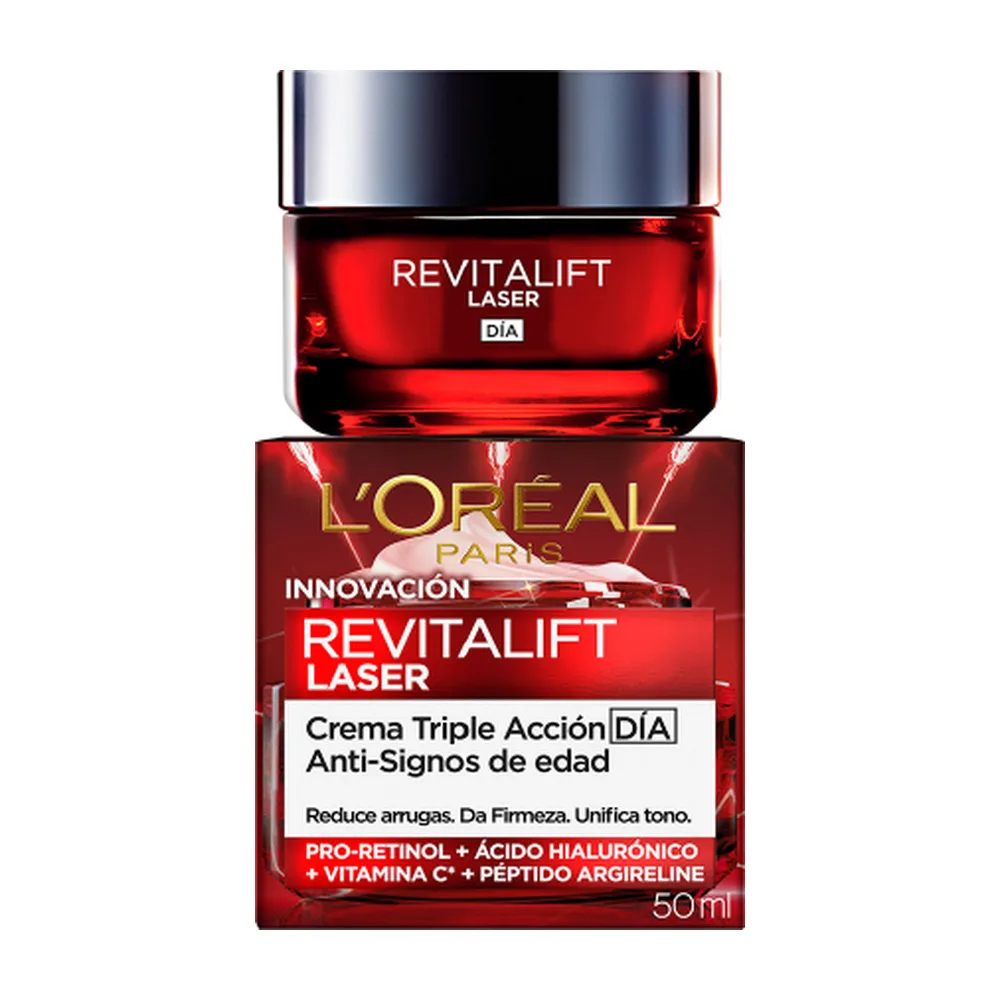 REVITALIFT
LASER
DÍA
L'ORÉAL
PARIS
INNOVACIÓN
REVITALIFT
LASER
Crema Triple Acción DÍA
Anti-Signos de edad
Reduce arrugas. Da Firmeza. Unifica tono.
PRO-RETINOL + ÁCIDO HIALURÓNICO
+ VITAMINA C* + PÉPTIDO ARGIRELINE
50ml